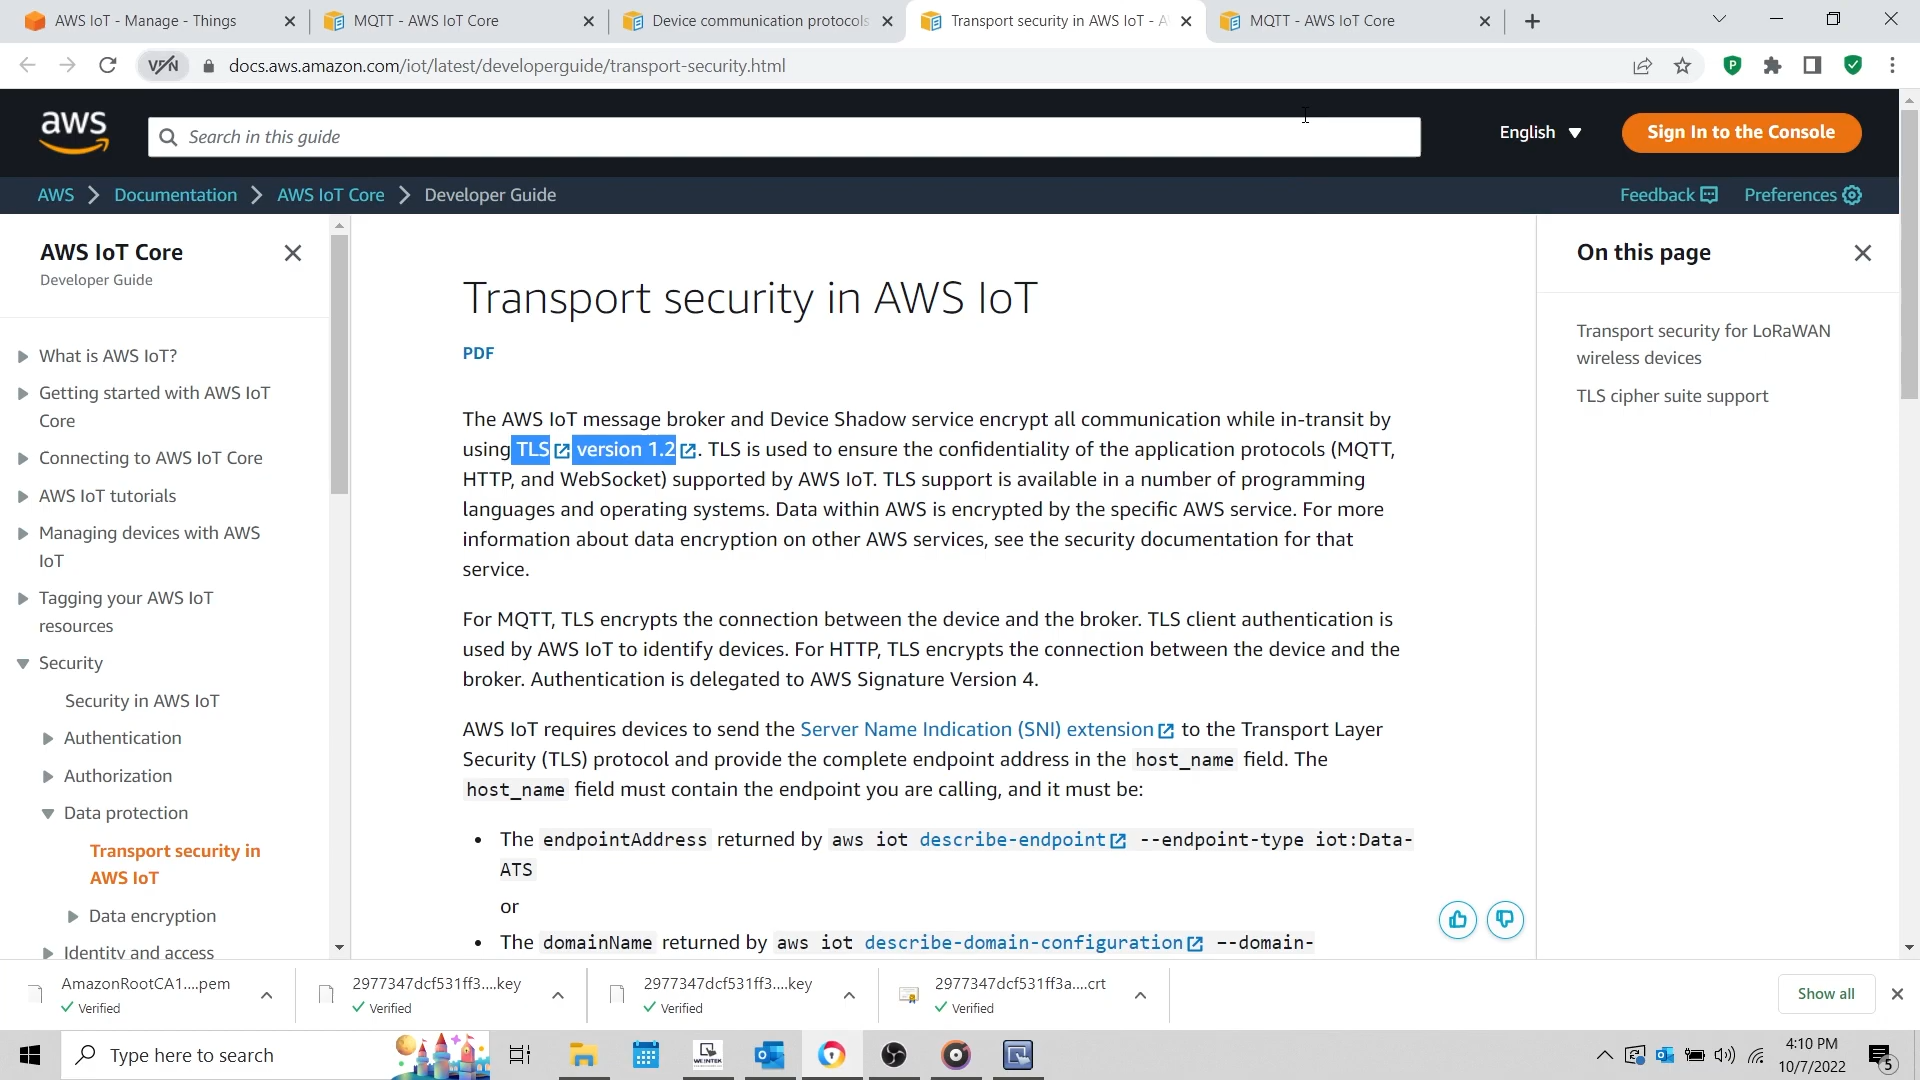 AWS IoT - Manage - Things
MQTT - AWS IoT Core
Device communication protocols
Transport security in AWS IoT - A
MQTT - AWS IoT Core
VPN
docs.aws.amazon.com/iot/latest/developerguide/transport-security.html
aws
Search in this guide
English
Sign In to the Console
AWS
Documentation
AWS IoT Core
Developer Guide
Feedback
Preferences
AWS IoT Core
Developer Guide
What is AWS IoT?
Getting started with AWS IoT
Core
Connecting to AWS IoT Core
AWS IoT tutorials
Managing devices with AWS
IoT
Tagging your AWS IoT
resources
Security
Security in AWS IoT
Authentication
Authorization
Data protection
Transport security in
AWS IoT
Data encryption
Identity and access
Transport security in AWS IoT
PDF
The AWS IoT message broker and Device Shadow service encrypt all communication while in-transit by
using TLS version 1.2 . TLS is used to ensure the confidentiality of the application protocols (MQTT,
HTTP, and WebSocket) supported by AWS IoT. TLS support is available in a number of programming
languages and operating systems. Data within AWS is encrypted by the specific AWS service. For more
information about data encryption on other AWS services, see the security documentation for that
service.
For MQTT, TLS encrypts the connection between the device and the broker. TLS client authentication is
used by AWS IoT to identify devices. For HTTP, TLS encrypts the connection between the device and the
broker. Authentication is delegated to AWS Signature Version 4.
AWS IoT requires devices to send the Server Name Indication (SNI) extension to the Transport Layer
Security (TLS) protocol and provide the complete endpoint address in the host_name field. The
host_name field must contain the endpoint you are calling, and it must be:
• The endpointAddress returned by aws iot describe-endpoint --endpoint-type iot:Data-
ATS
or
• The domainName returned by aws iot describe-domain-configuration --domain-
On this page
Transport security for LoRaWAN
wireless devices
TLS cipher suite support
AmazonRootCA1....pem
Verified
2977347dcf531ff3....key
Verified
2977347dcf531ff3....key
Verified
2977347dcf531ff3a....crt
Verified
Show all
Type here to search
WEINTEK
4:10 PM
10/7/2022
5